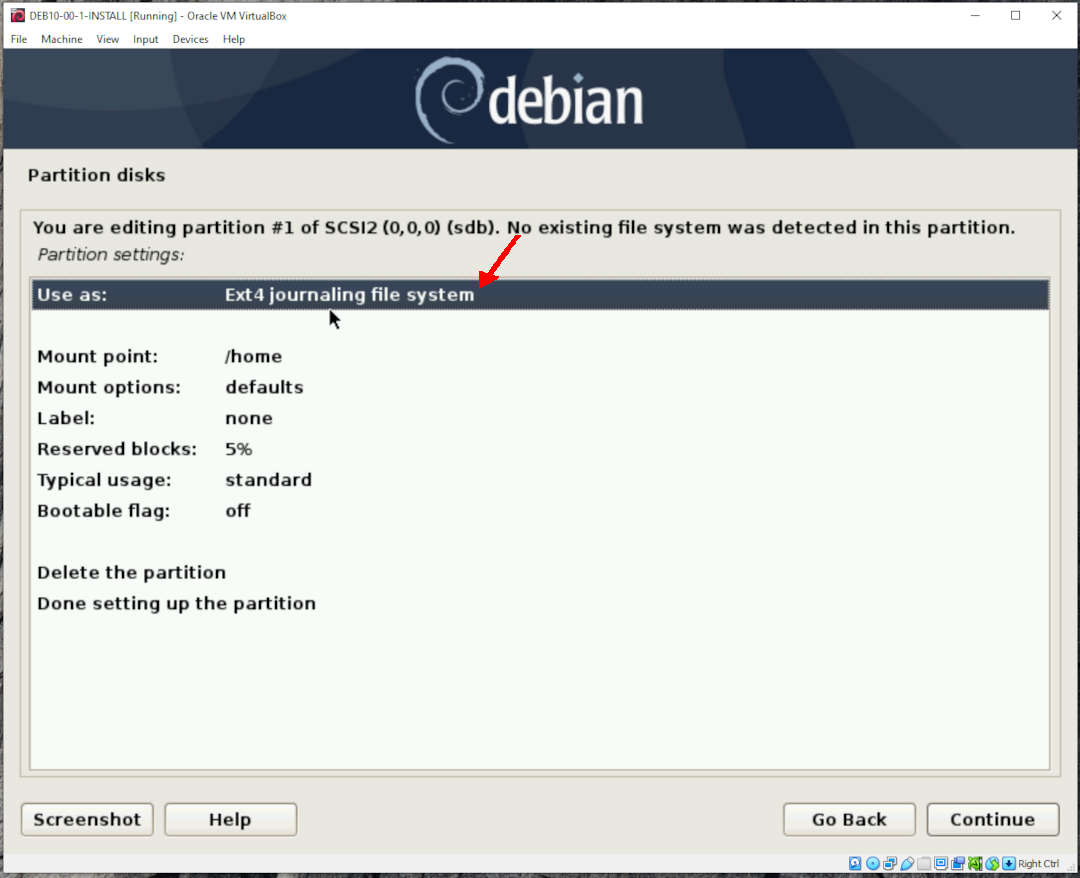 DEB10-00-1-INSTALL [Running] - Oracle VM VirtualBox
File Machine View Input Devices Help
debian
Partition disks
You are editing partition #1 of SCSI2 (0,0,0) (sdb). No existing file system was detected in this partition.
Partition settings:
Use as: Ext4 journaling file system
Mount point: /home
Mount options: defaults
Label: none
Reserved blocks: 5%
Typical usage: standard
Bootable flag: off
Delete the partition
Done setting up the partition
Screenshot Help Go Back Continue
Right Ctrl